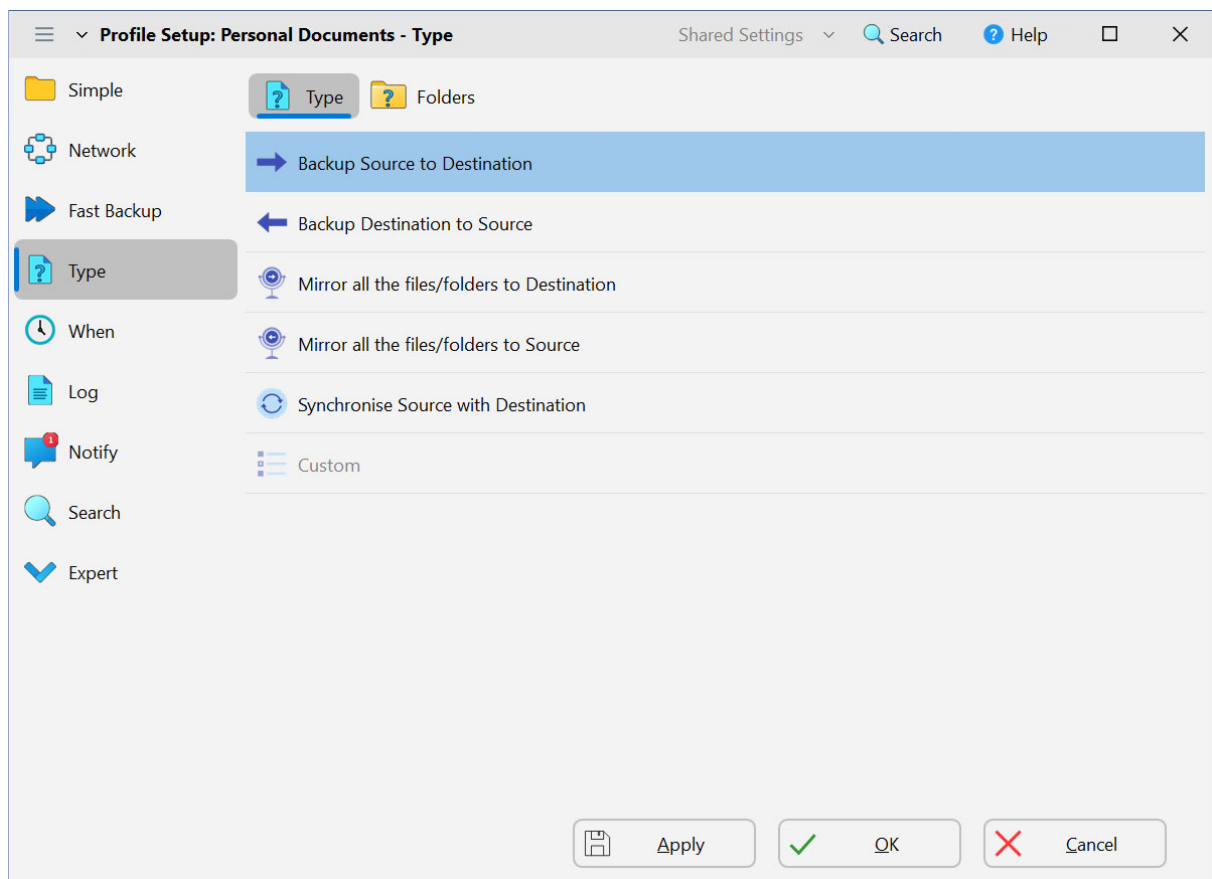 Profile Setup: Personal Documents - Type
Shared Settings
Search
Help
Simple
Network
Fast Backup
Type
When
Log
1
Notify
Search
Expert
Type
Folders
Backup Source to Destination
Backup Destination to Source
Mirror all the files/folders to Destination
Mirror all the files/folders to Source
Synchronise Source with Destination
Custom
Apply
OK
Cancel